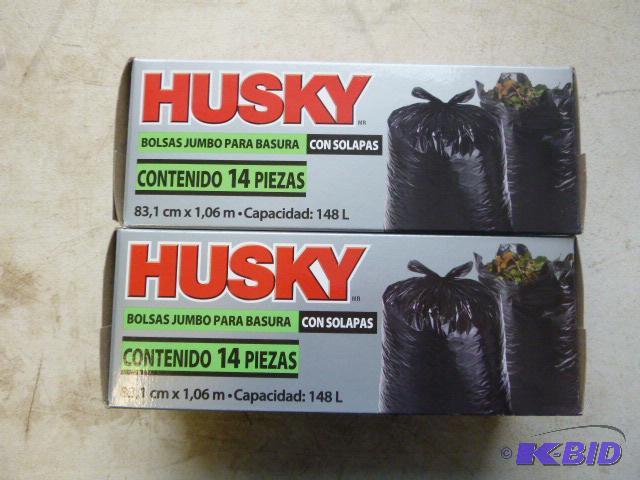 HUSKY
MR
BOLSAS JUMBO PARA BASURA CON SOLAPAS
CONTENIDO 14 PIEZAS
83,1 cm x 1,06 m • Capacidad: 148 L
HUSKY
MR
BOLSAS JUMBO PARA BASURA CON SOLAPAS
CONTENIDO 14 PIEZAS
83,1 cm x 1,06 m • Capacidad: 148 L
© K-BID